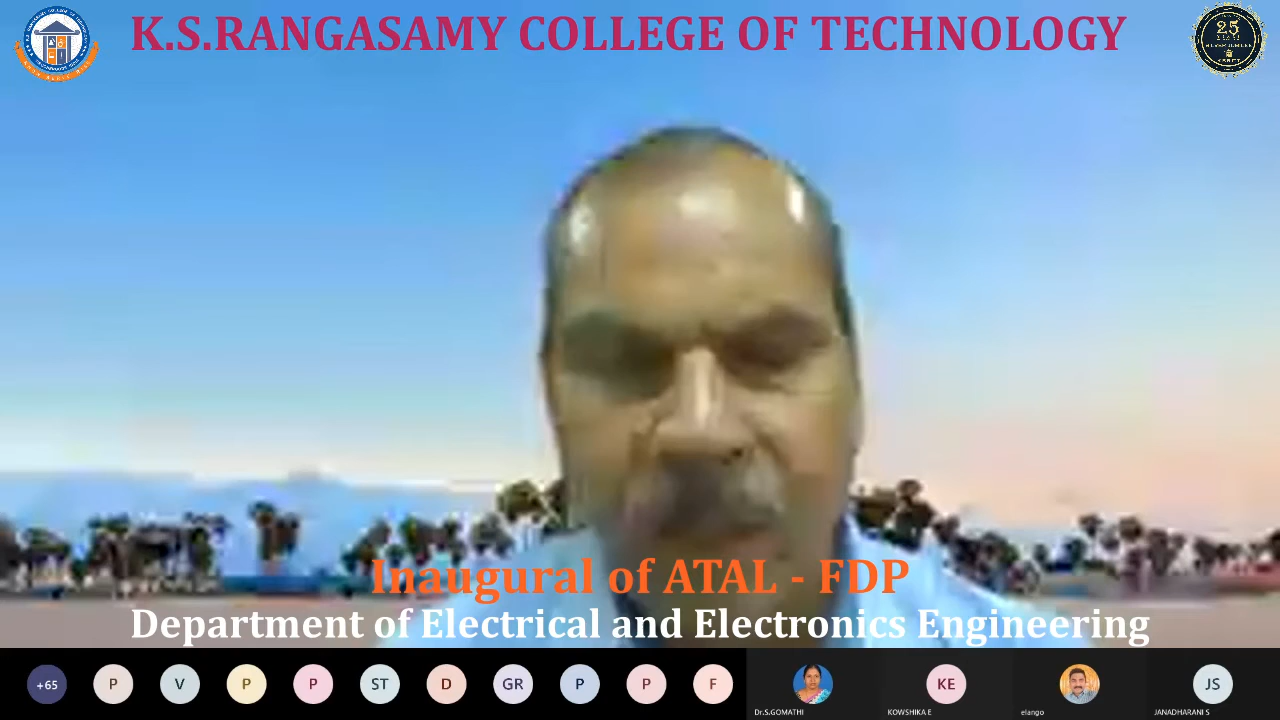 K.S.RANGASAMY COLLEGE OF TECHNOLOGY
25
Inaugural of ATAL - FDP
Department of Electrical and Electronics Engineering
+65 P V P P ST D GR P P F KE JS
Dr.S.GOMATHI KOWSHIKA E elango JANADHARANI S